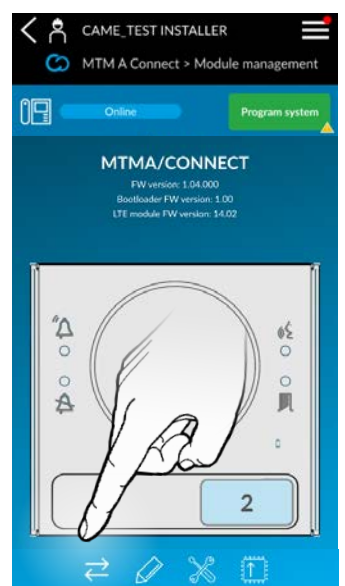 CAME_TEST INSTALLER
MTM A Connect > Module management
Online
Program system
MTMA/CONNECT
FW version: 1.04.000
Bootloader FW version: 1.00
LTE module FW version: 14.02
2